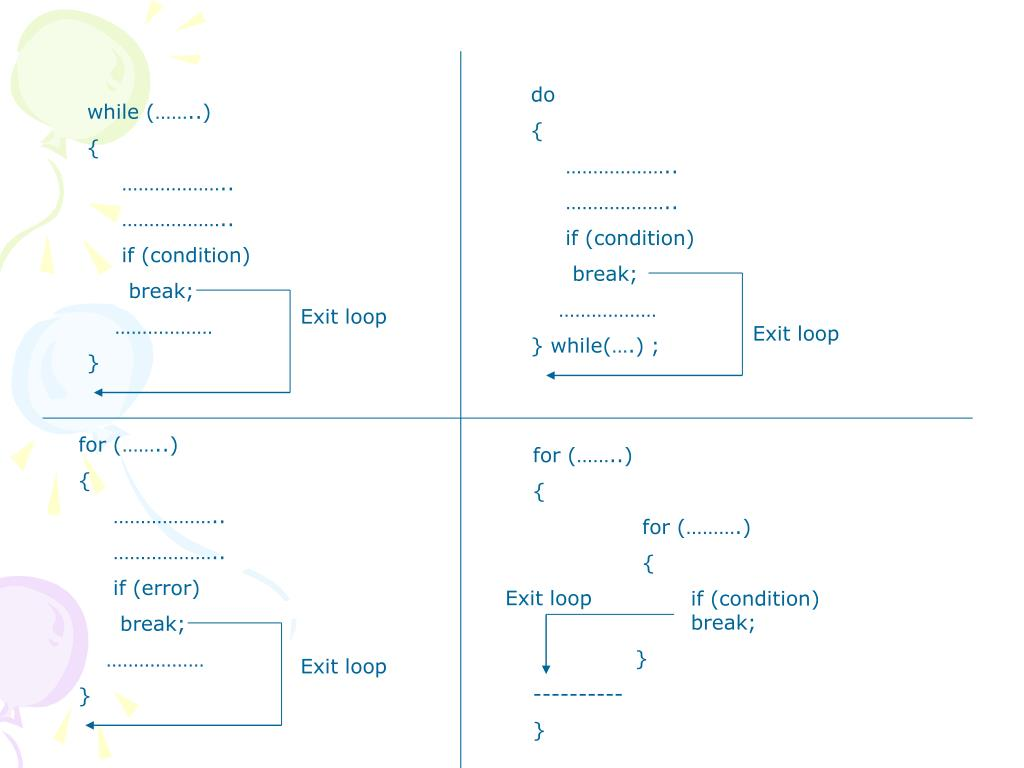 while (……..)
{
………………..
………………..
if (condition)
break;
Exit loop
………………
}
do
{
………………..
………………..
if (condition)
break;
………………
Exit loop
} while(….) ;
for (……..)
{
………………..
………………..
if (error)
break;
………………
Exit loop
}
for (……..)
{
for (……….)
{
Exit loop
if (condition)
break;
}
----------
}